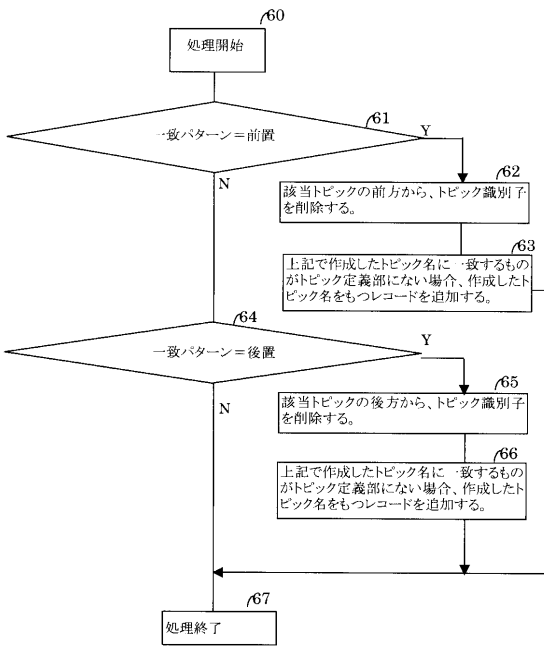 60
処理開始
61
一致パターン＝前置
Y
N
62
該当トピックの前方から、トピック識別子
を削除する。
63
上記で作成したトピック名に一致するもの
がトピック定義部にない場合、作成したト
ピック名をもつレコードを追加する。
64
一致パターン＝後置
Y
N
65
該当トピックの後方から、トピック識別子
を削除する。
66
上記で作成したトピック名に一致するもの
がトピック定義部にない場合、作成したト
ピック名をもつレコードを追加する。
67
処理終了